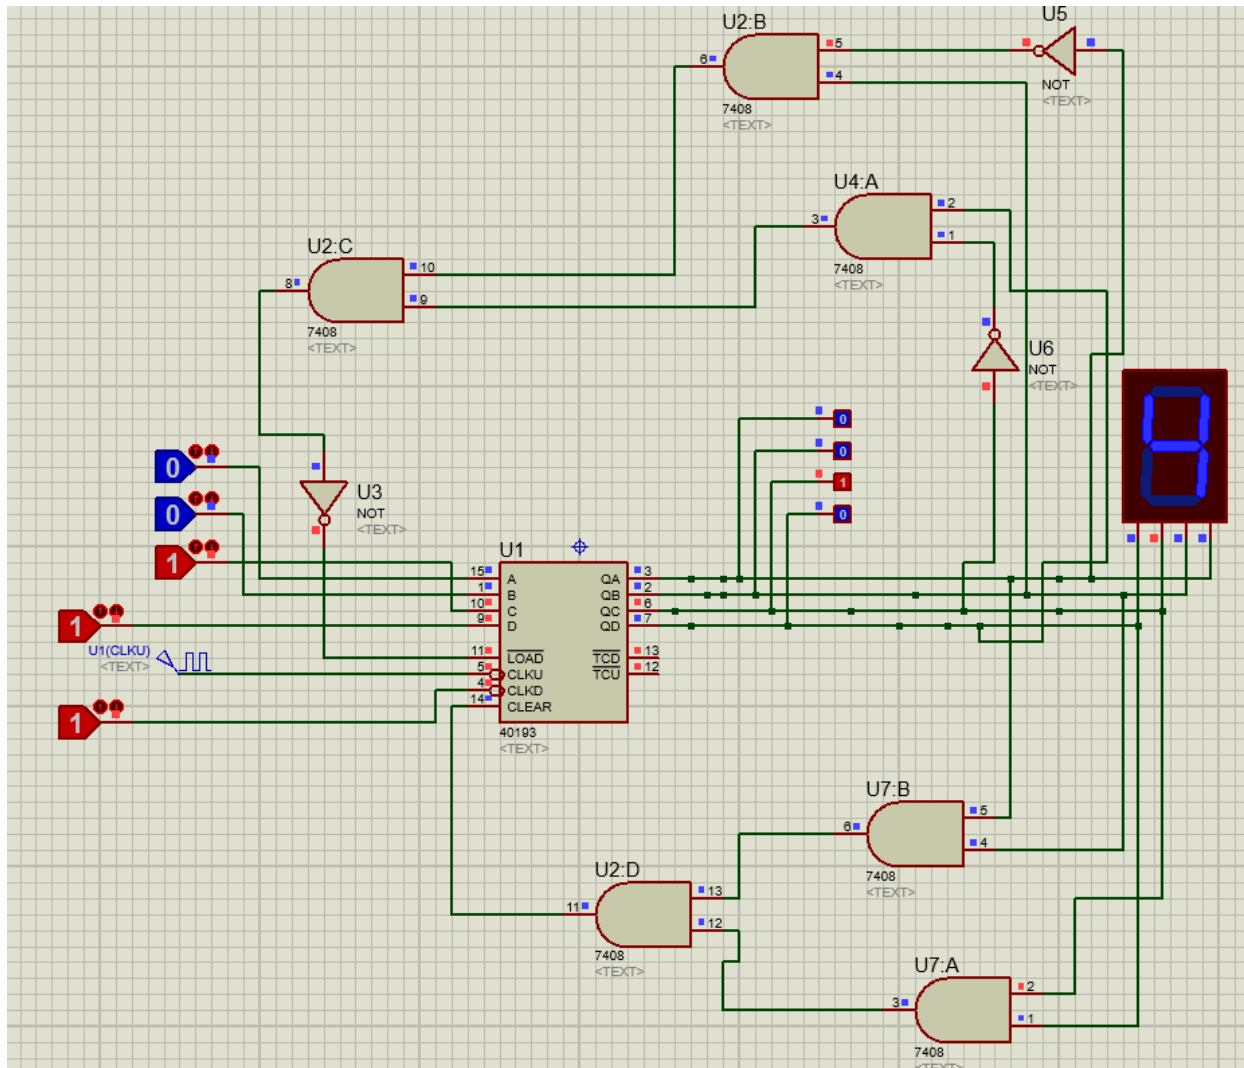 U2:B
U5
5
6
4
7408
<TEXT>
NOT
<TEXT>
U4:A
2
3
1
7408
<TEXT>
U2:C
10
8
9
7408
<TEXT>
U6
NOT
<TEXT>
0
0
1
0
4
0
0
1
1
1
U3
NOT
<TEXT>
U1(CLKU)
<TEXT>
U1
15 A QA 3
1 B QB 2
10 C QC 6
9 D QD 7
11 LOAD TCD 13
5 CLKU TCU 12
4 CLKD
14 CLEAR
40193
<TEXT>
U7:B
5
6
4
7408
<TEXT>
U2:D
13
11
12
7408
<TEXT>
U7:A
2
3
1
7408
<TEXT>